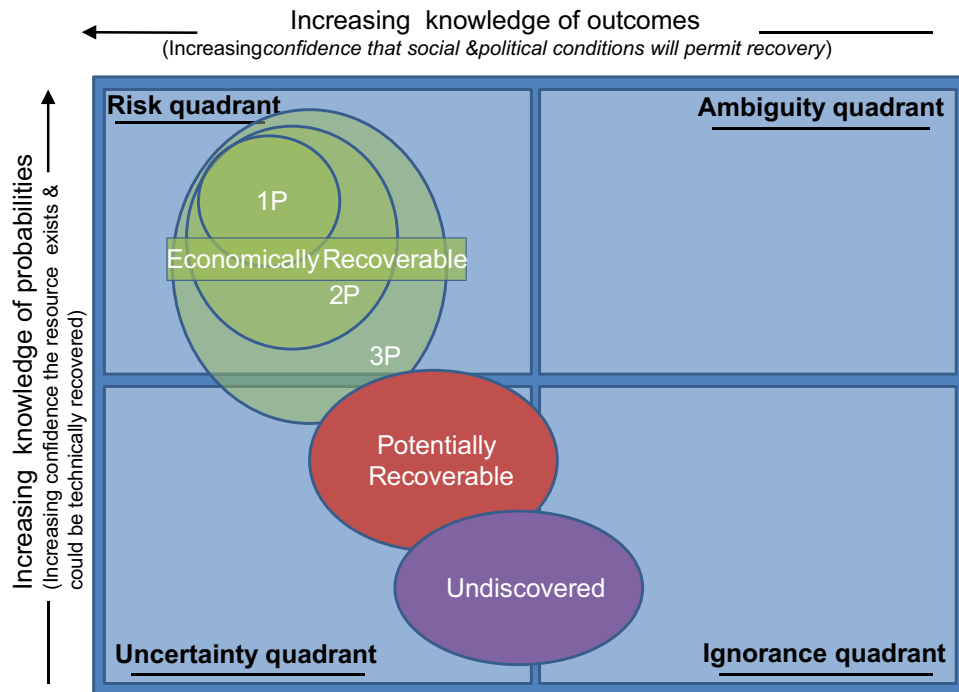 Increasing knowledge of outcomes
(Increasingconfidence that social &political conditions will permit recovery)
Increasing knowledge of probabilities
(Increasing confidence the resource exists &
could be technically recovered)
Risk quadrant
Ambiguity quadrant
1P
Economically Recoverable
2P
3P
Potentially
Recoverable
Undiscovered
Uncertainty quadrant
Ignorance quadrant